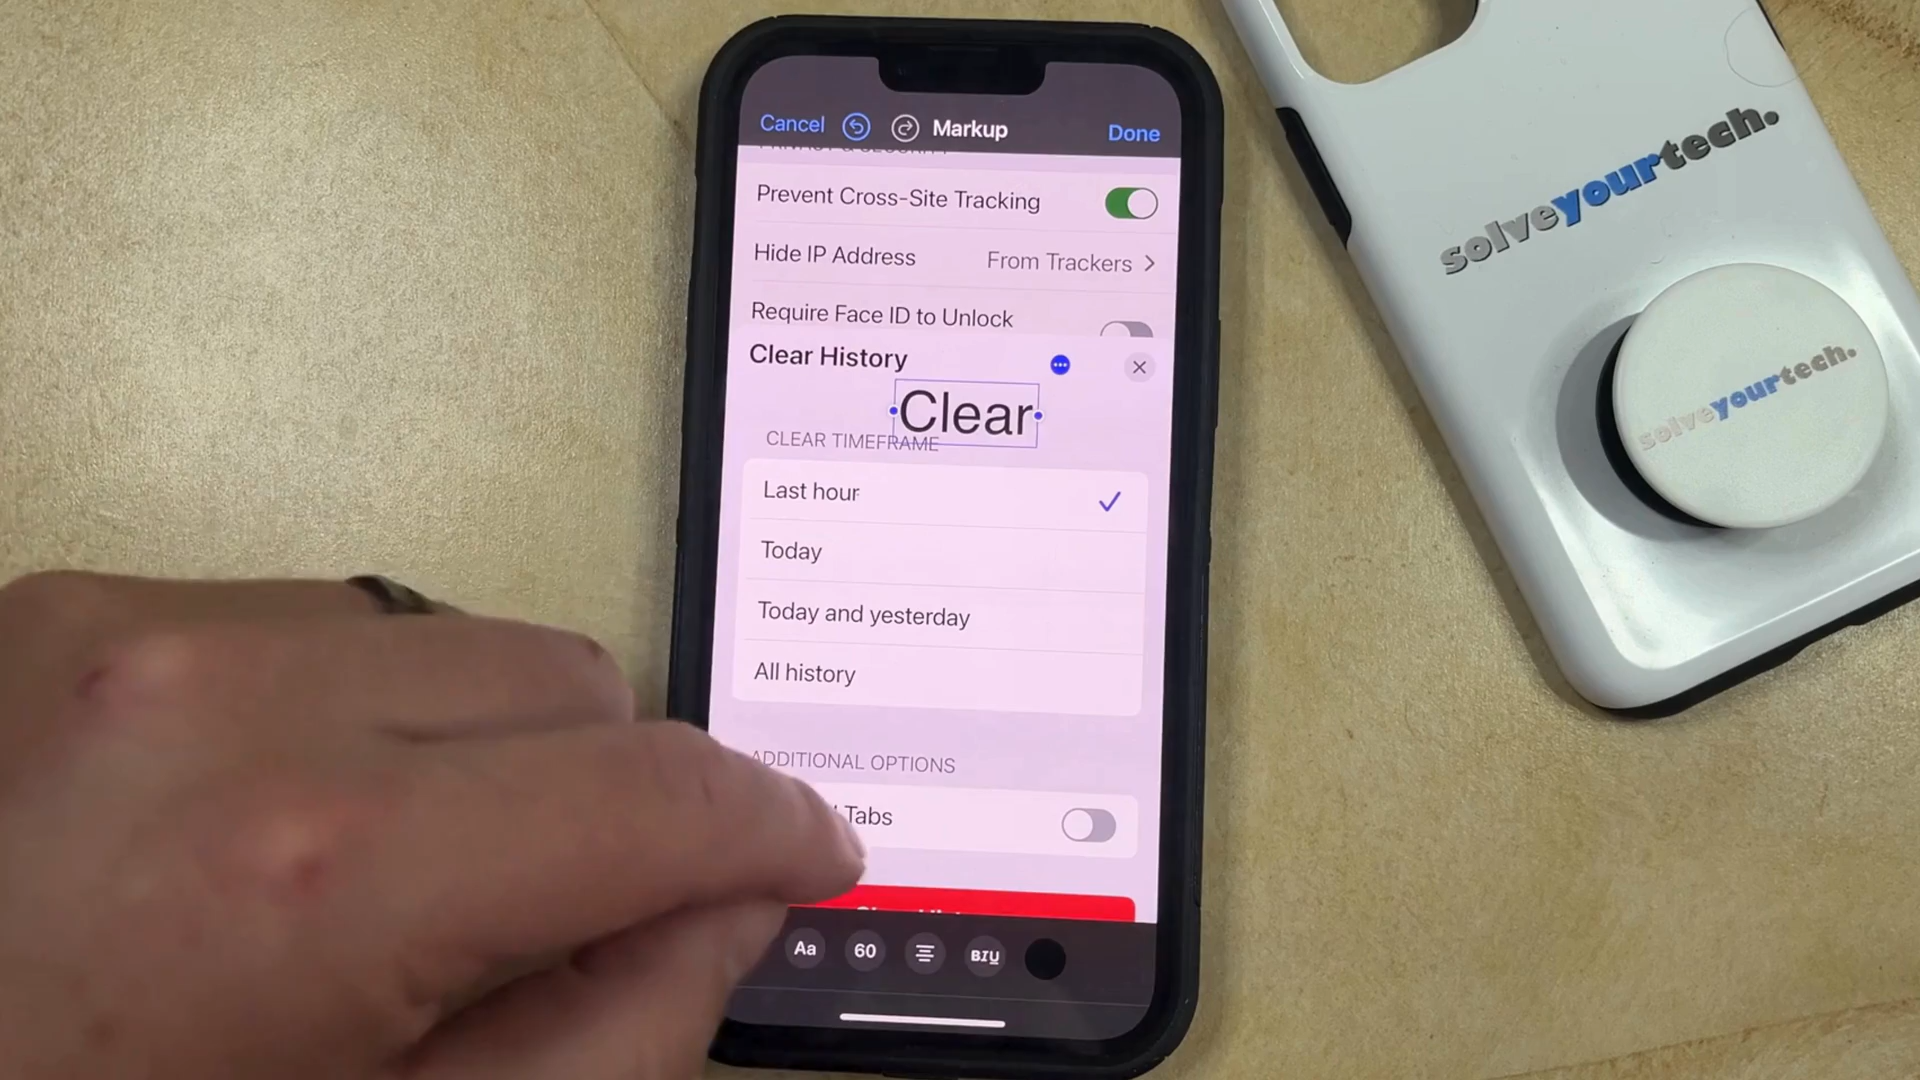 Cancel Markup Done
Prevent Cross-Site Tracking
Hide IP Address From Trackers
Require Face ID to Unlock
Clear History
Clear
CLEAR TIMEFRAME
Last hour
Today
Today and yesterday
All history
ADDITIONAL OPTIONS
Tabs
Aa 60 BIU
solveyourtech.
solveyourtech.